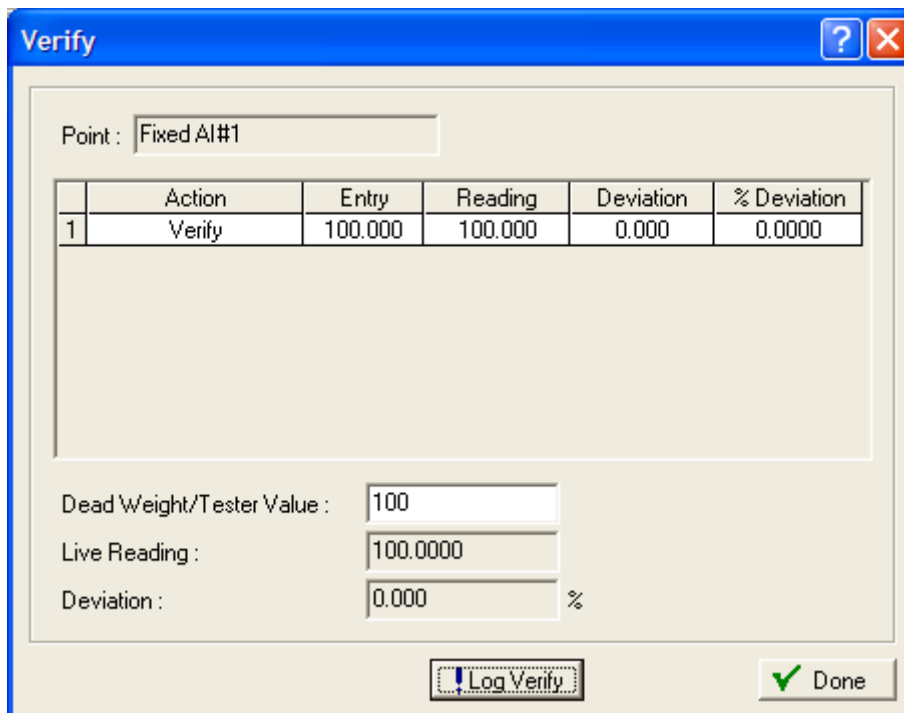 Verify
Point : Fixed AI#1
Action Entry Reading Deviation % Deviation
1 Verify 100.000 100.000 0.000 0.0000
Dead Weight/Tester Value : 100
Live Reading : 100.0000
Deviation : 0.000 %
! Log Verify
Done